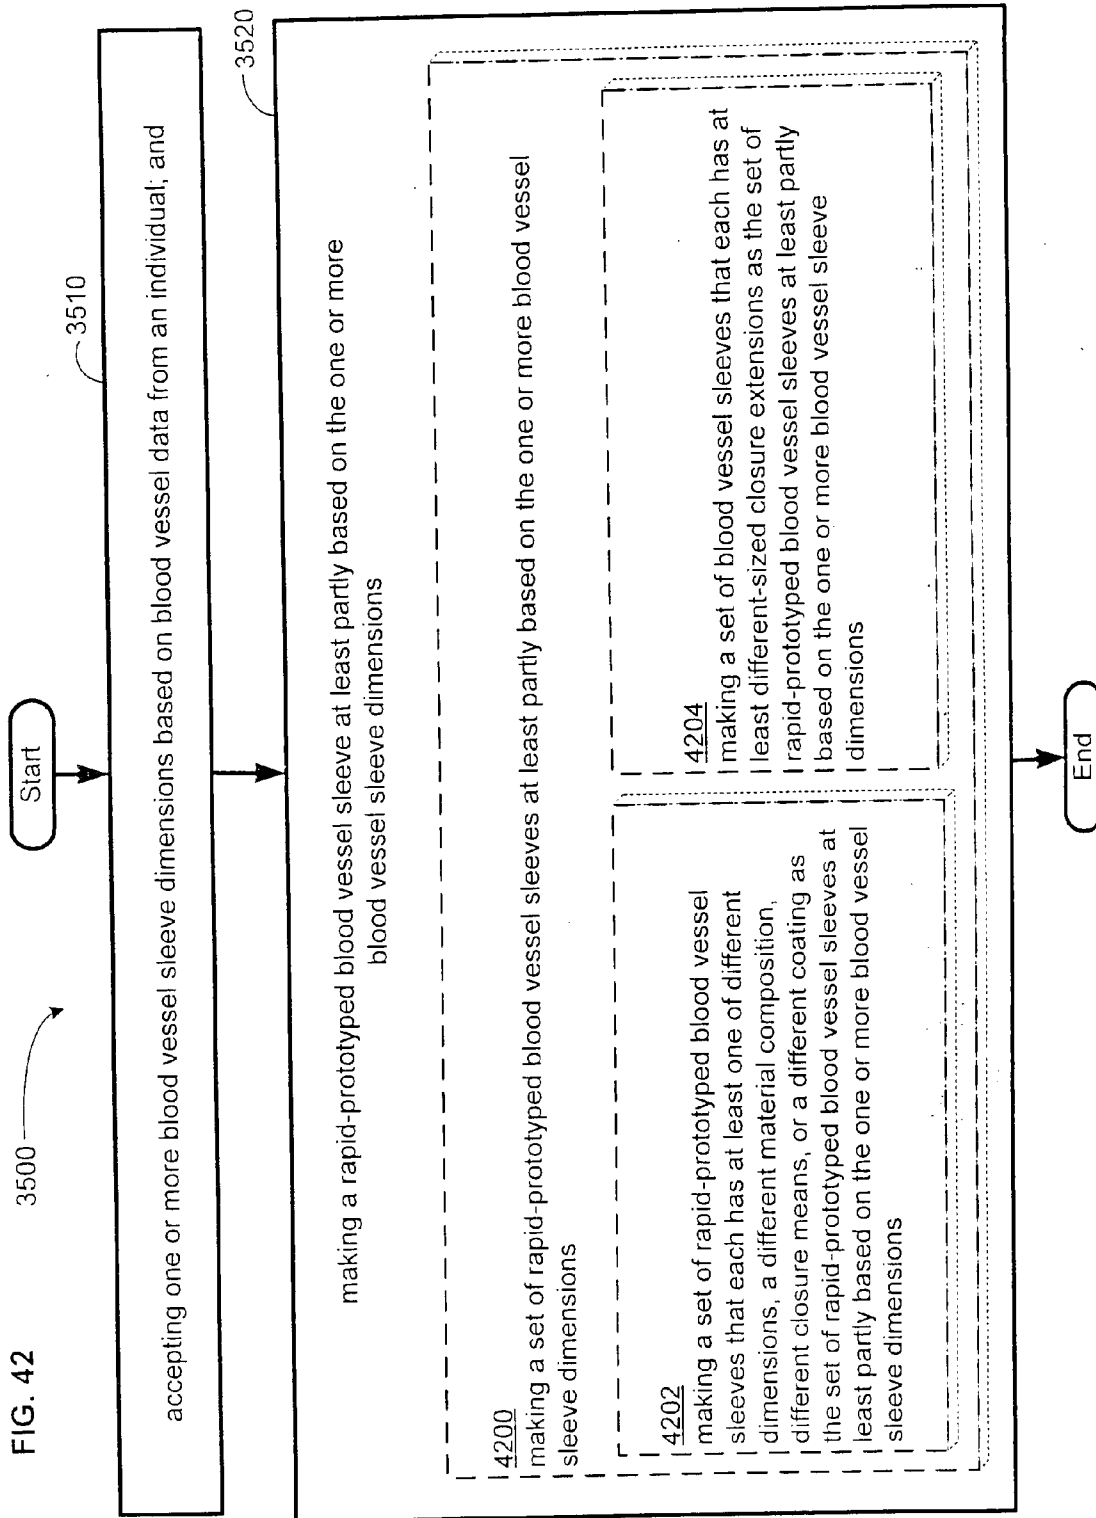 FIG. 42
3500
Start
3510
accepting one or more blood vessel sleeve dimensions based on blood vessel data from an individual; and
3520
making a rapid-prototyped blood vessel sleeve at least partly based on the one or more
blood vessel sleeve dimensions
4200
making a set of rapid-prototyped blood vessel sleeves at least partly based on the one or more blood vessel
sleeve dimensions
4202
making a set of rapid-prototyped blood vessel
sleeves that each has at least one of different
dimensions, a different material composition,
different closure means, or a different coating as
the set of rapid-prototyped blood vessel sleeves at
least partly based on the one or more blood vessel
sleeve dimensions
4204
making a set of blood vessel sleeves that each has at
least different-sized closure extensions as the set of
rapid-prototyped blood vessel sleeves at least partly
based on the one or more blood vessel sleeve
dimensions
End